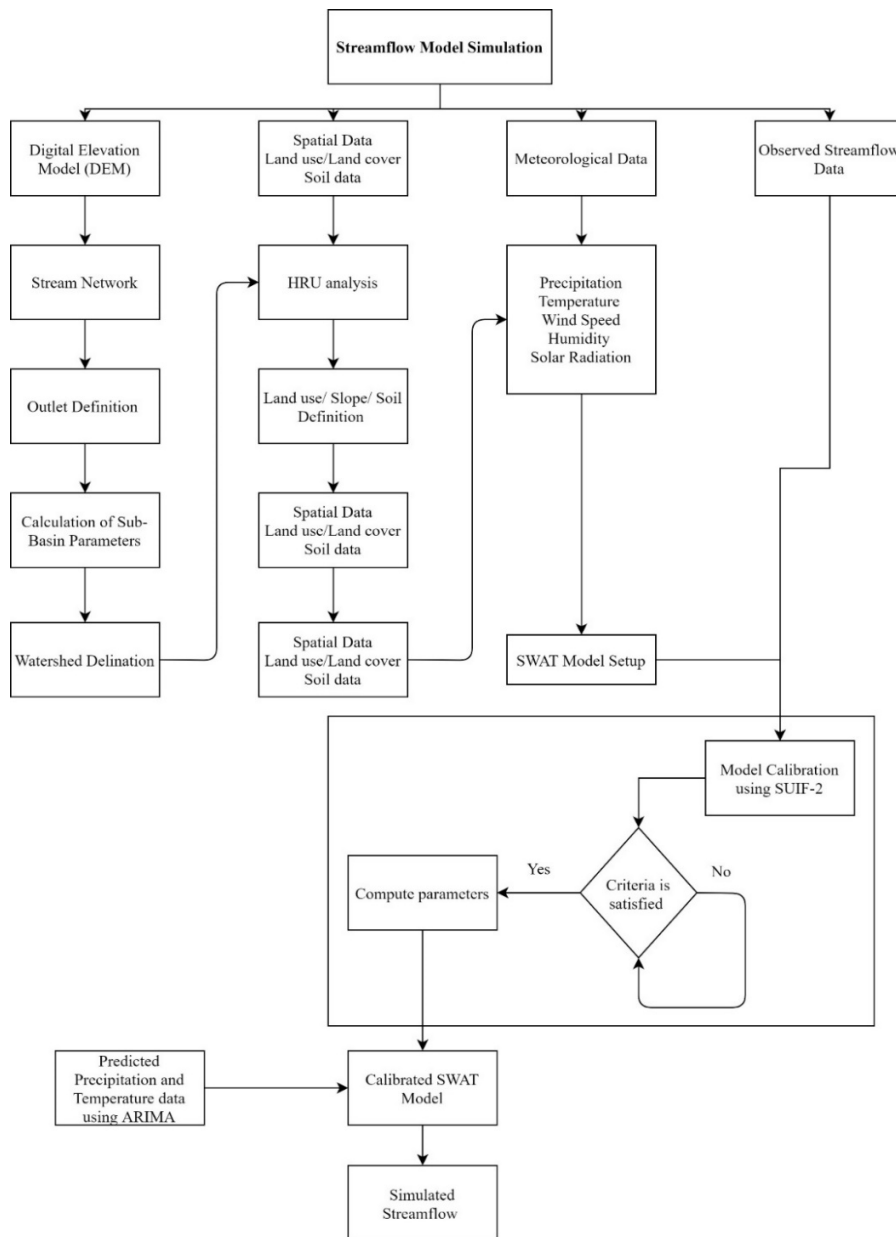 Streamflow Model Simulation
Digital Elevation
Model (DEM)
Spatial Data
Land use/Land cover
Soil data
Meteorological Data
Observed Streamflow
Data
Stream Network
HRU analysis
Precipitation
Temperature
Wind Speed
Humidity
Solar Radiation
Outlet Definition
Land use/ Slope/ Soil
Definition
Calculation of Sub-
Basin Parameters
Spatial Data
Land use/Land cover
Soil data
Watershed Delination
Spatial Data
Land use/Land cover
Soil data
SWAT Model Setup
Model Calibration
using SUIF-2
Criteria is
satisfied
Yes
No
Compute parameters
Predicted
Precipitation and
Temperature data
using ARIMA
Calibrated SWAT
Model
Simulated
Streamflow